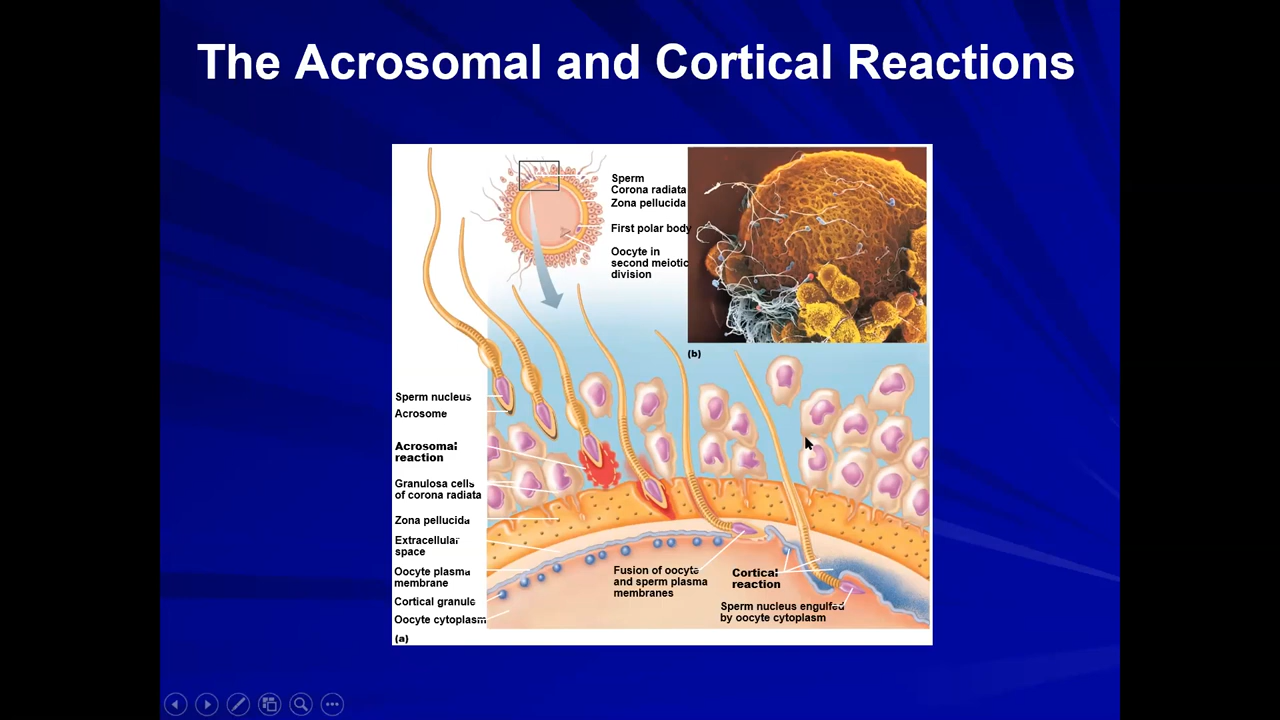 The Acrosomal and Cortical Reactions
Sperm
Corona radiata
Zona pellucida
First polar body
Oocyte in
second meiotic
division
(b)
Sperm nucleus
Acrosome
Acrosomal
reaction
Granulosa cells
of corona radiata
Zona pellucida
Extracellular
space
Oocyte plasma
membrane
Cortical granule
Oocyte cytoplasm
(a)
Fusion of oocyte
and sperm plasma
membranes
Cortical
reaction
Sperm nucleus engulfed
by oocyte cytoplasm